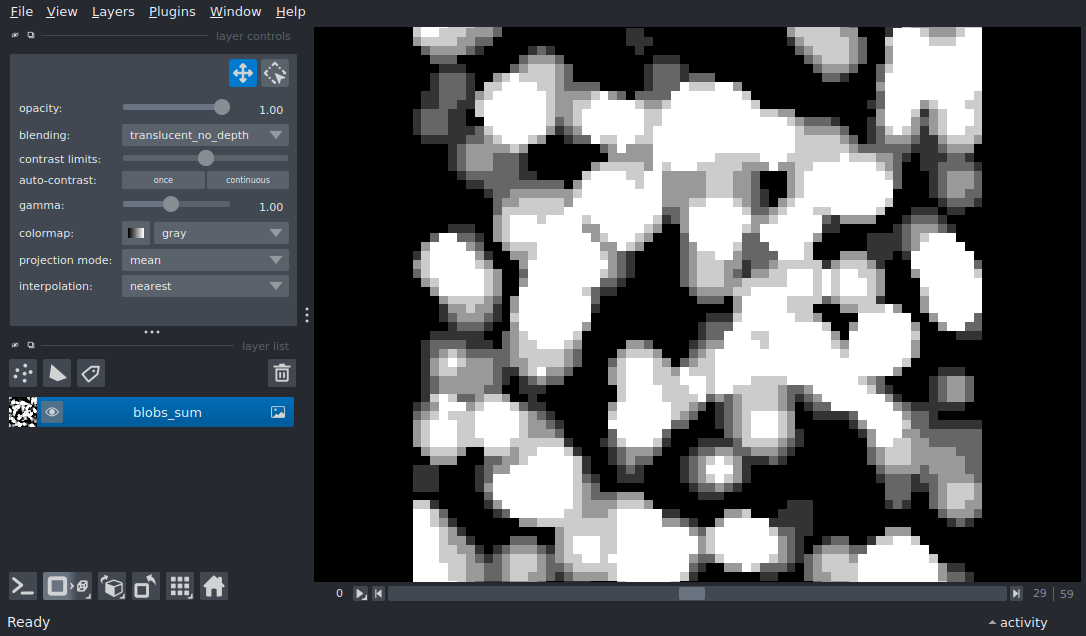 File View Layers Plugins Window Help
layer controls
opacity: 1.00
blending: translucent_no_depth
contrast limits:
auto-contrast: once continuous
gamma: 1.00
colormap: gray
projection mode: mean
interpolation: nearest
layer list
blobs_sum
0 29 59
Ready activity